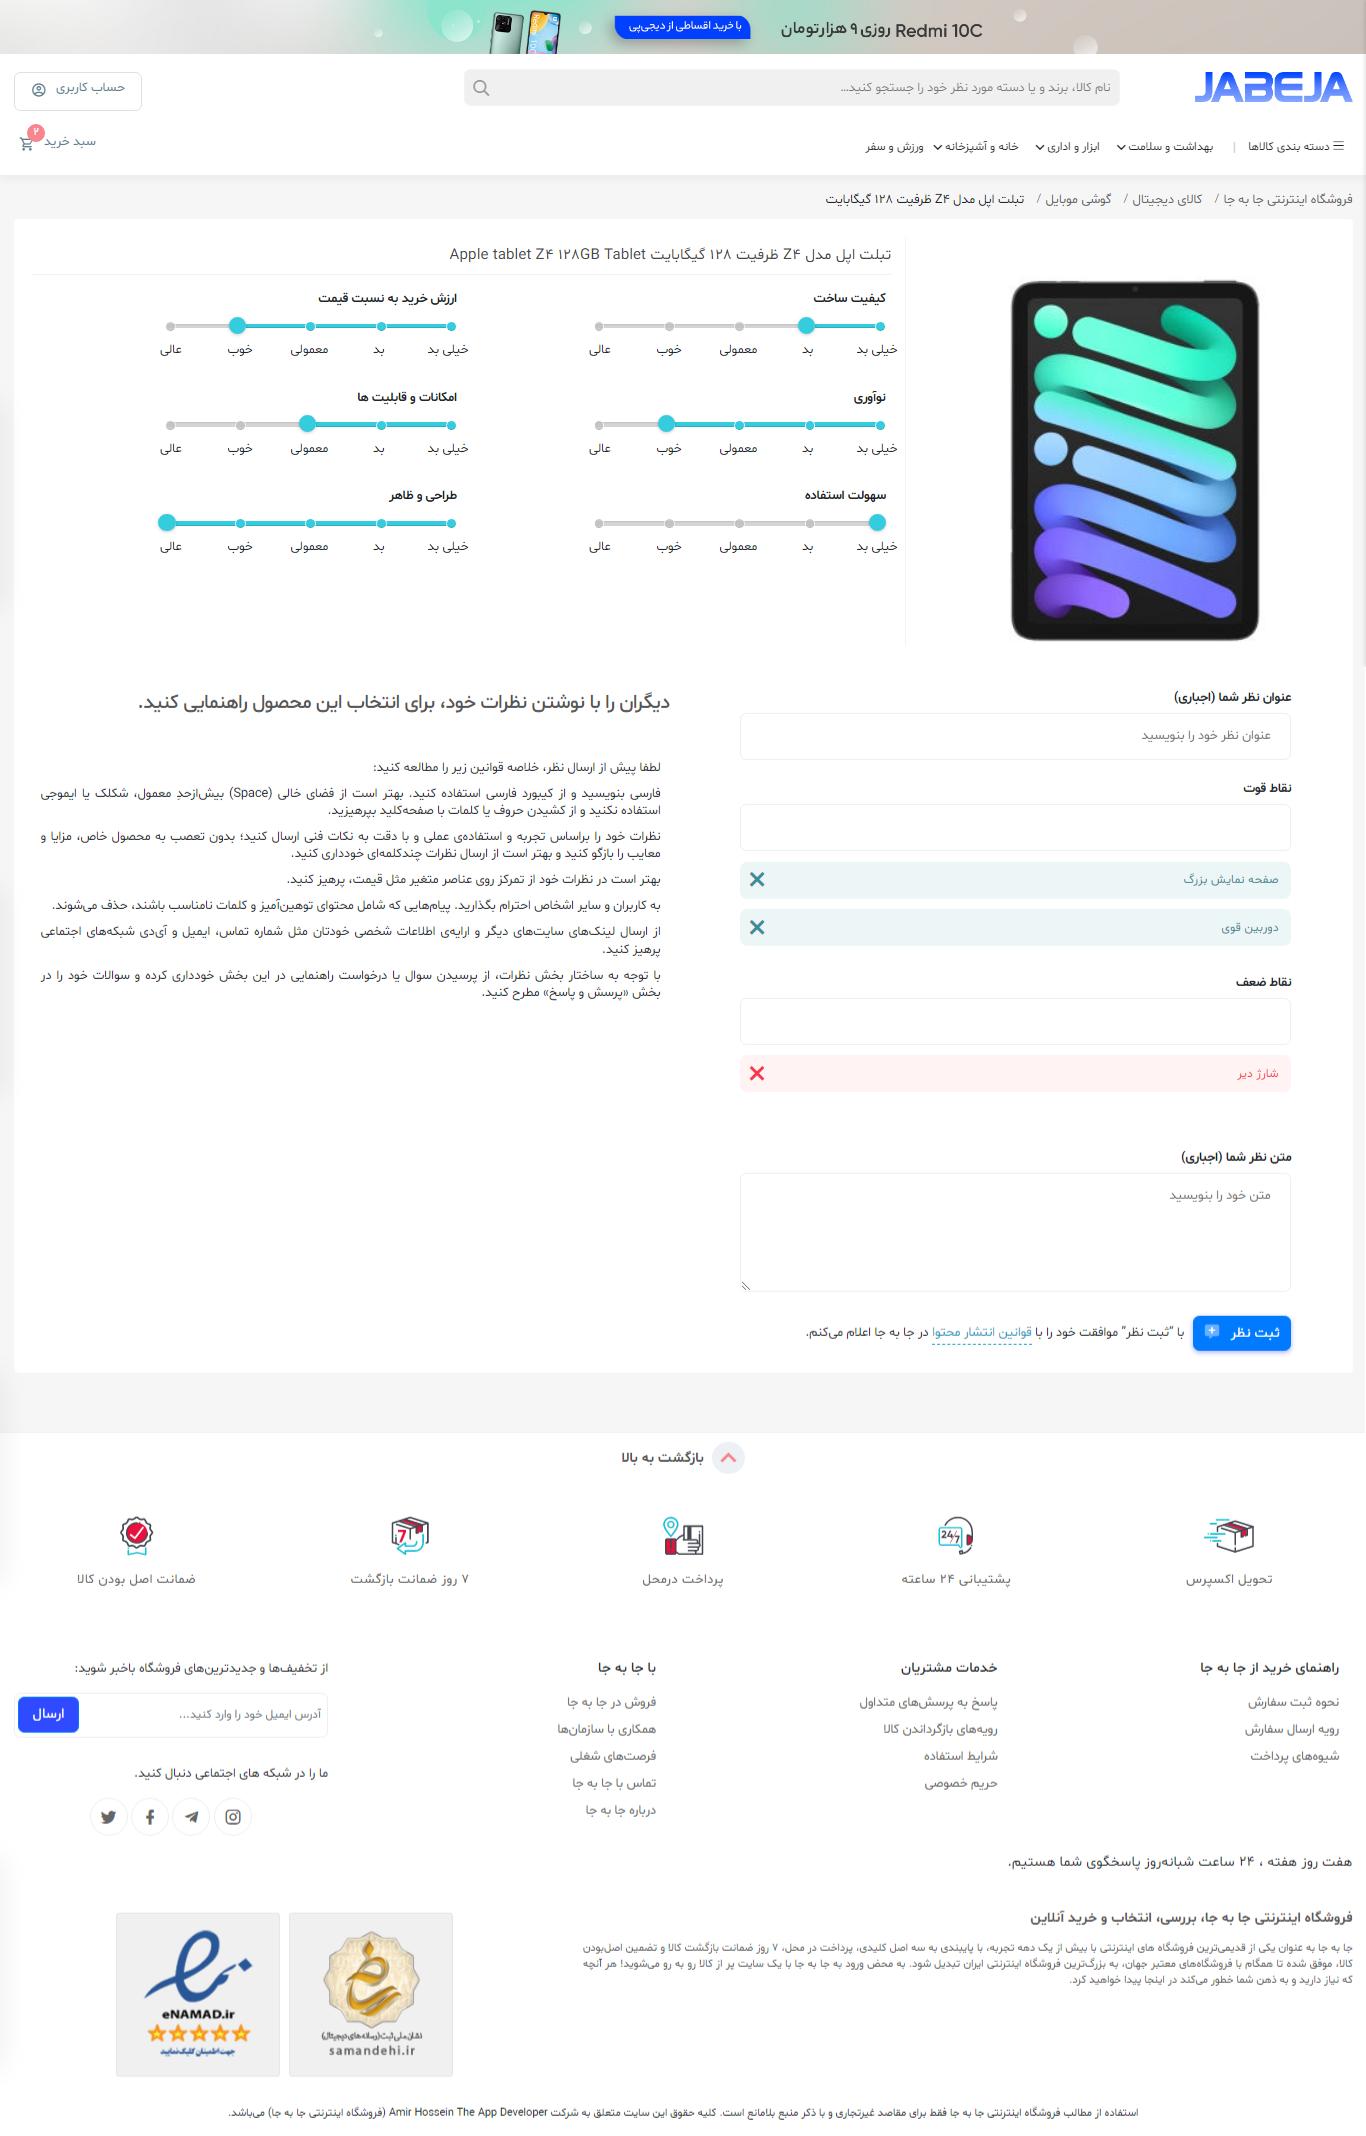 Redmi 10C روزی ۹ هزارتومان
با خرید اقساطی از دیجی‌پی
JABEJA
نام کالا، برند و یا دسته مورد نظر خود را جستجو کنید...
حساب کاربری
دسته بندی کالاها | بهداشت و سلامت ابزار و اداری خانه و آشپزخانه ورزش و سفر
سبد خرید ۲
فروشگاه اینترنتی جا به جا / کالای دیجیتال / گوشی موبایل / تبلت اپل مدل Z۴ ظرفیت ۱۲۸ گیگابایت
تبلت اپل مدل Z۴ ظرفیت ۱۲۸ گیگابایت Apple tablet Z۴ ۱۲۸GB Tablet
کیفیت ساخت
خیلی بد بد معمولی خوب عالی
ارزش خرید به نسبت قیمت
خیلی بد بد معمولی خوب عالی
نوآوری
خیلی بد بد معمولی خوب عالی
امکانات و قابلیت ها
خیلی بد بد معمولی خوب عالی
سهولت استفاده
خیلی بد بد معمولی خوب عالی
طراحی و ظاهر
خیلی بد بد معمولی خوب عالی
عنوان نظر شما (اجباری)
عنوان نظر خود را بنویسید
نقاط قوت
صفحه نمایش بزرگ
دوربین قوی
نقاط ضعف
شارژ دیر
متن نظر شما (اجباری)
متن خود را بنویسید
ثبت نظر
با “ثبت نظر” موافقت خود را با قوانین انتشار محتوا در جا به جا اعلام می‌کنم.
دیگران را با نوشتن نظرات خود، برای انتخاب این محصول راهنمایی کنید.
لطفا پیش از ارسال نظر، خلاصه قوانین زیر را مطالعه کنید:
فارسی بنویسید و از کیبورد فارسی استفاده کنید. بهتر است از فضای خالی (Space) بیش‌از‌حدِ معمول، شکلک یا ایموجی
استفاده نکنید و از کشیدن حروف یا کلمات با صفحه‌کلید بپرهیزید.
نظرات خود را براساس تجربه و استفاده‌ی عملی و با دقت به نکات فنی ارسال کنید؛ بدون تعصب به محصول خاص، مزایا و
معایب را بازگو کنید و بهتر است از ارسال نظرات چندکلمه‌‌ای خودداری کنید.
بهتر است در نظرات خود از تمرکز روی عناصر متغیر مثل قیمت، پرهیز کنید.
به کاربران و سایر اشخاص احترام بگذارید. پیام‌هایی که شامل محتوای توهین‌آمیز و کلمات نامناسب باشند، حذف می‌شوند.
از ارسال لینک‌های سایت‌های دیگر و ارایه‌ی اطلاعات شخصی خودتان مثل شماره تماس، ایمیل و آی‌دی شبکه‌های اجتماعی
پرهیز کنید.
با توجه به ساختار بخش نظرات، از پرسیدن سوال یا درخواست راهنمایی در این بخش خودداری کرده و سوالات خود را در
بخش «پرسش و پاسخ» مطرح کنید.
بازگشت به بالا
24/7
7
تحویل اکسپرس
پشتیبانی ۲۴ ساعته
پرداخت درمحل
۷ روز ضمانت بازگشت
ضمانت اصل بودن کالا
راهنمای خرید از جا به جا
نحوه ثبت سفارش
رویه ارسال سفارش
شیوه‌های پرداخت
خدمات مشتریان
پاسخ به پرسش‌های متداول
رویه‌های بازگرداندن کالا
شرایط استفاده
حریم خصوصی
با جا به جا
فروش در جا به جا
همکاری با سازمان‌ها
فرصت‌های شغلی
تماس با جا به جا
درباره جا به جا
از تخفیف‌ها و جدیدترین‌های فروشگاه باخبر شوید:
آدرس ایمیل خود را وارد کنید...
ارسال
ما را در شبکه های اجتماعی دنبال کنید.
هفت روز هفته ، ۲۴ ساعت شبانه‌روز پاسخگوی شما هستیم.
فروشگاه اینترنتی جا به جا، بررسی، انتخاب و خرید آنلاین
جا به جا به عنوان یکی از قدیمی‌ترین فروشگاه های اینترنتی با بیش از یک دهه تجربه، با پایبندی به سه اصل کلیدی، پرداخت در محل، ۷ روز ضمانت بازگشت کالا و تضمین اصل‌بودن
کالا، موفق شده تا همگام با فروشگاه‌های معتبر جهان، به بزرگ‌ترین فروشگاه اینترنتی ایران تبدیل شود. به محض ورود به جا به جا با یک سایت پر از کالا رو به رو می‌شوید! هر آنچه
که نیاز دارید و به ذهن شما خطور می‌کند در اینجا پیدا خواهید کرد.
نشان ملی ثبت(رسانه‌های دیجیتال)
samandehi.ir
eNAMAD.ir
جهت اطمینان کلیک نمایید
استفاده از مطالب فروشگاه اینترنتی جا به جا فقط برای مقاصد غیرتجاری و با ذکر منبع بلامانع است. کلیه حقوق این سایت متعلق به شرکت Amir Hossein The App Developer (فروشگاه اینترنتی جا به جا) می‌باشد.